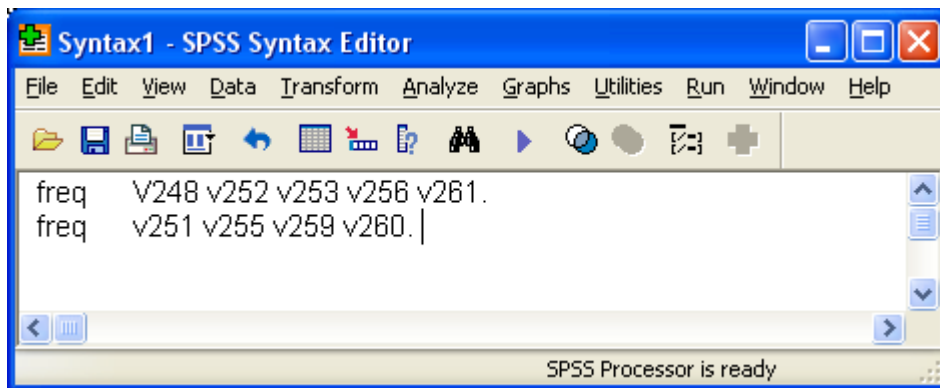 Syntax1 - SPSS Syntax Editor
File Edit View Data Transform Analyze Graphs Utilities Run Window Help
freq V248 v252 v253 v256 v261.
freq v251 v255 v259 v260.
SPSS Processor is ready